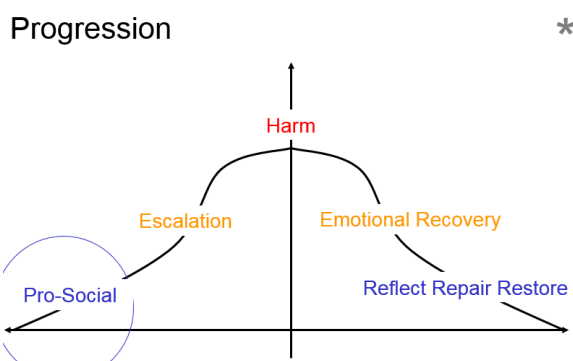 Progression
*
Harm
Escalation
Emotional Recovery
Pro-Social
Reflect Repair Restore